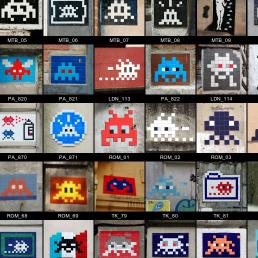 MTB_05 MTB_06 MTB_07 MTB_08 MTB_09
PA_820 PA_821 LDN_113 PA_822 LDN_114
PA_870 PA_871 ROM_01 ROM_02 ROM_03
ROM_68 ROM_69 TK_79 TK_80 TK_81